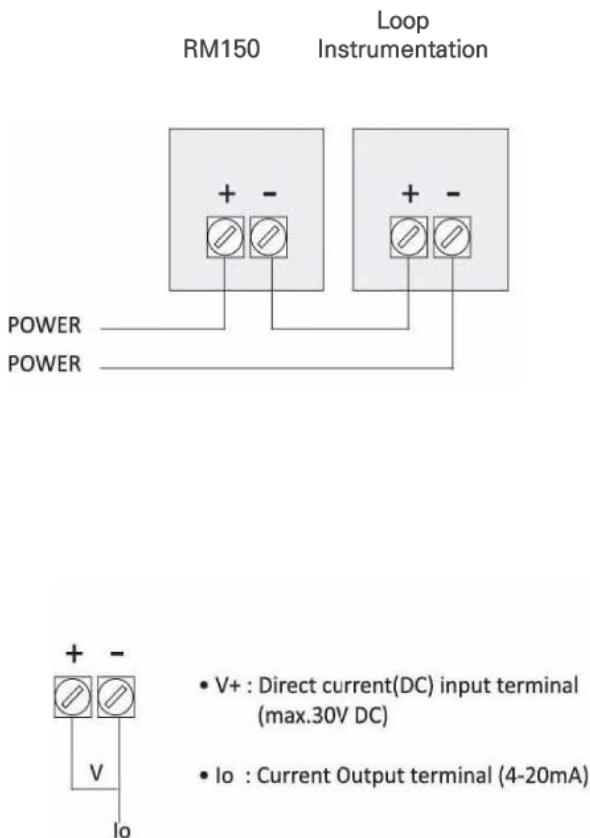 Loop
RM150 Instrumentation
+ - + -
POWER
POWER
+ -
• V+ : Direct current(DC) input terminal
(max.30V DC)
V • Io : Current Output terminal (4-20mA)
Io